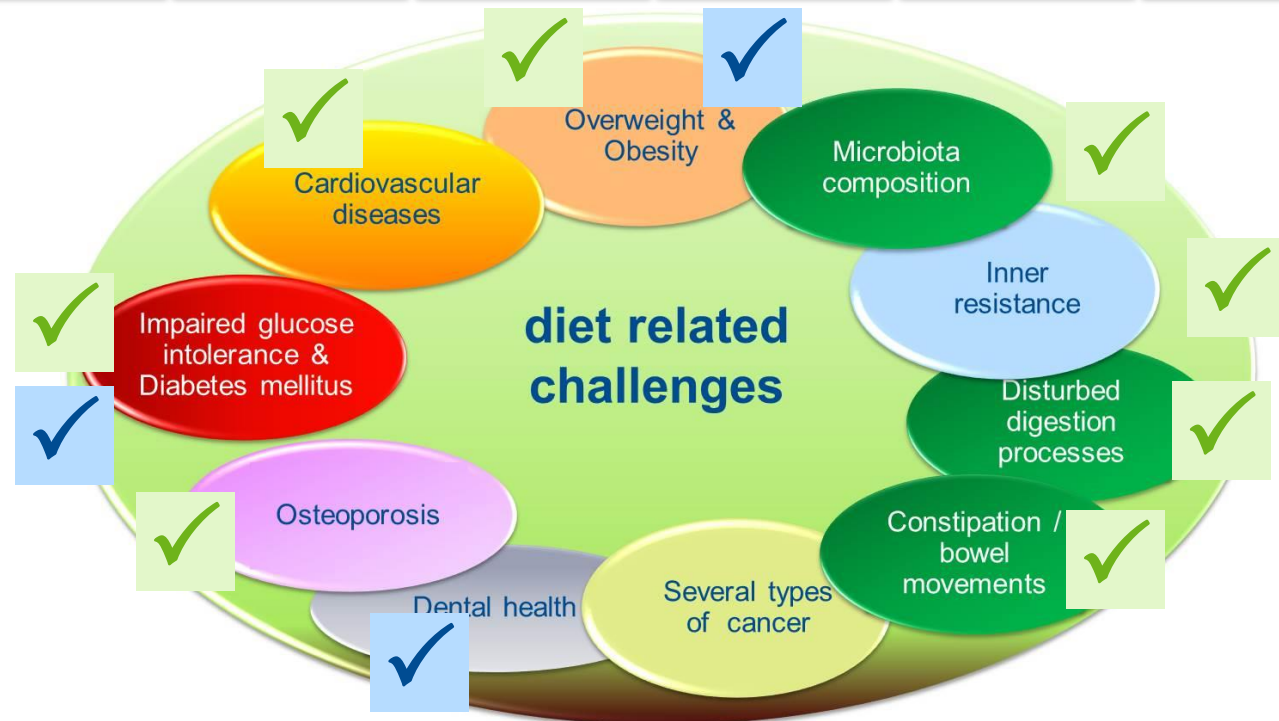 Overweight &
Obesity
Microbiota
composition
Cardiovascular
diseases
Inner
resistance
Impaired glucose
intolerance &
Diabetes mellitus
diet related
challenges
Disturbed
digestion
processes
Osteoporosis
Constipation /
bowel
movements
Several types
of cancer
Dental health